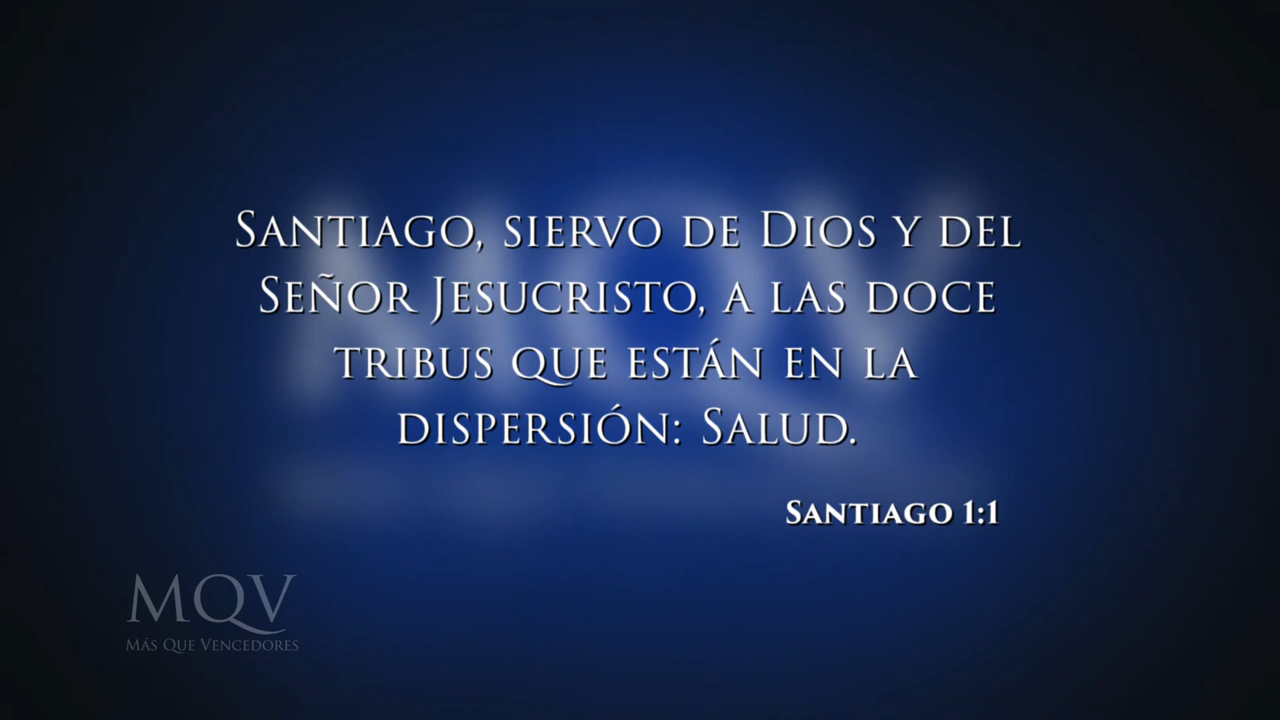 Santiago, siervo de Dios y del
Señor Jesucristo, a las doce
tribus que están en la
dispersión: Salud.
Santiago 1:1
MQV
Más Que Vencedores